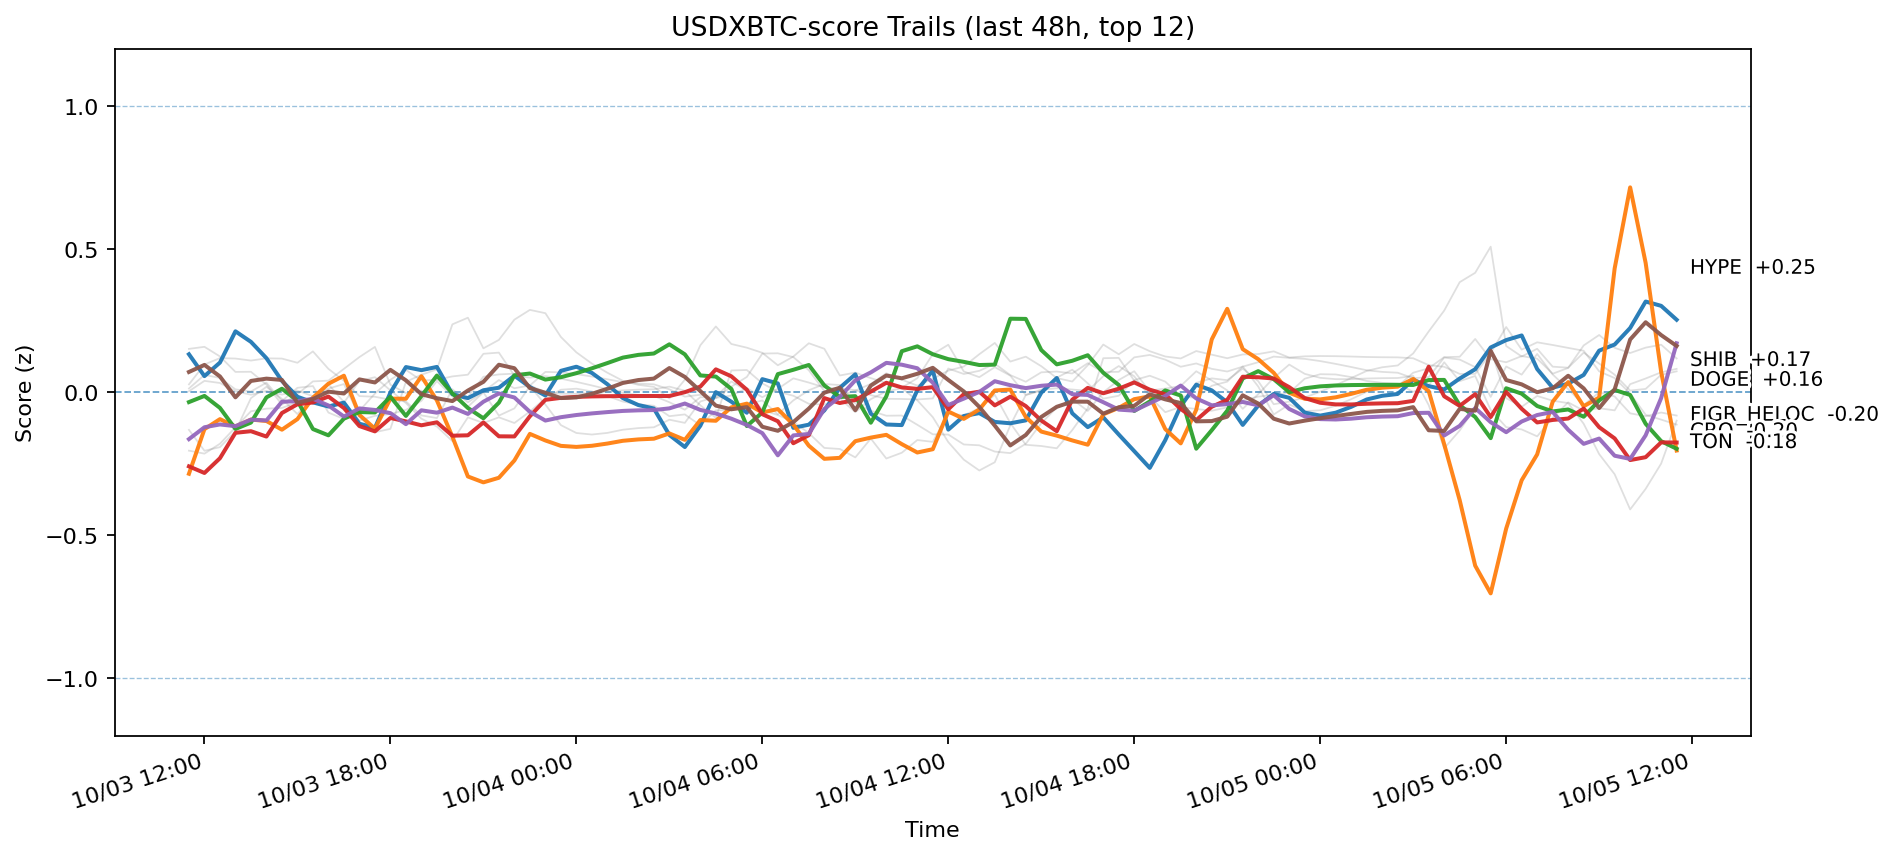 USDXBTC-score Trails (last 48h, top 12)
Score (z)
1.0
0.5
0.0
−0.5
−1.0
HYPE +0.25
SHIB +0.17
DOGE +0.16
FIGR_HELOC -0.20
CRO -0.20
TON -0.18
10/03 12:00
10/03 18:00
10/04 00:00
10/04 06:00
10/04 12:00
10/04 18:00
10/05 00:00
10/05 06:00
10/05 12:00
Time